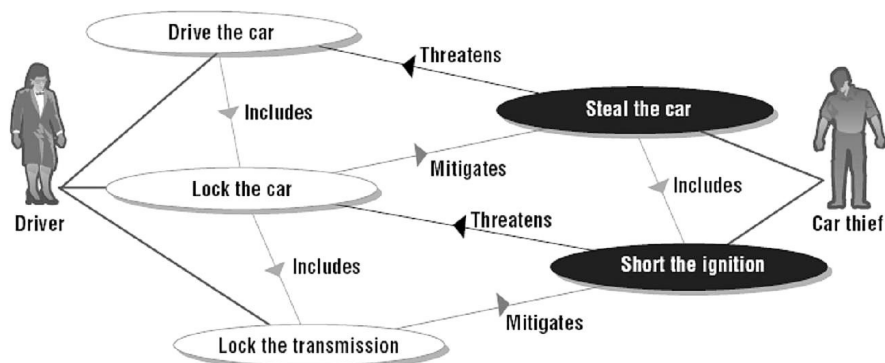 Drive the car
Threatens
Steal the car
Includes
Mitigates
Lock the car
Includes
Driver
Threatens
Car thief
Includes
Short the ignition
Mitigates
Lock the transmission